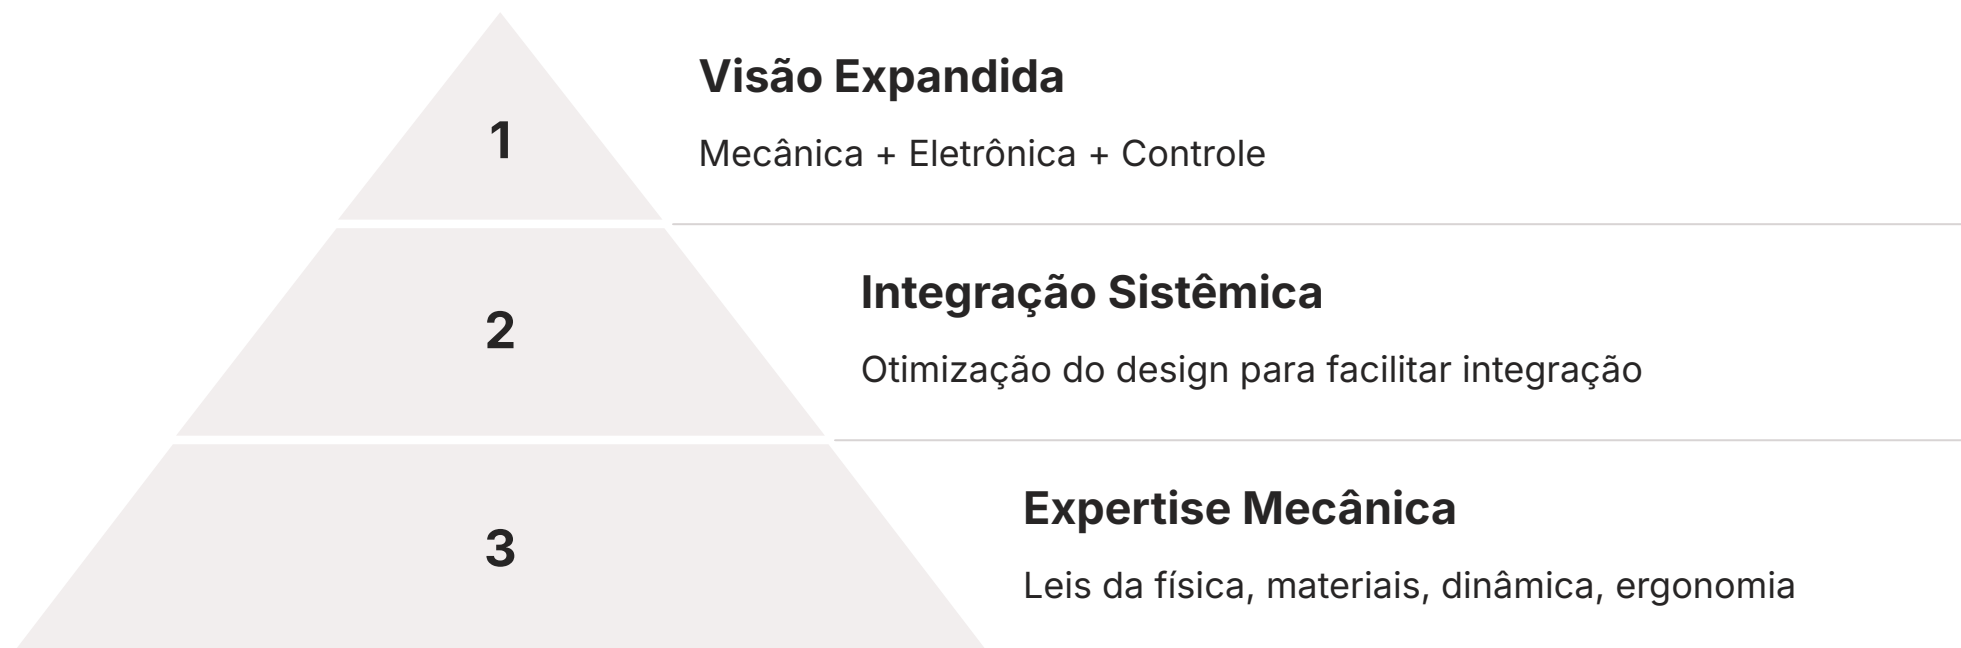 1
Visão Expandida
Mecânica + Eletrônica + Controle
2
Integração Sistêmica
Otimização do design para facilitar integração
3
Expertise Mecânica
Leis da física, materiais, dinâmica, ergonomia